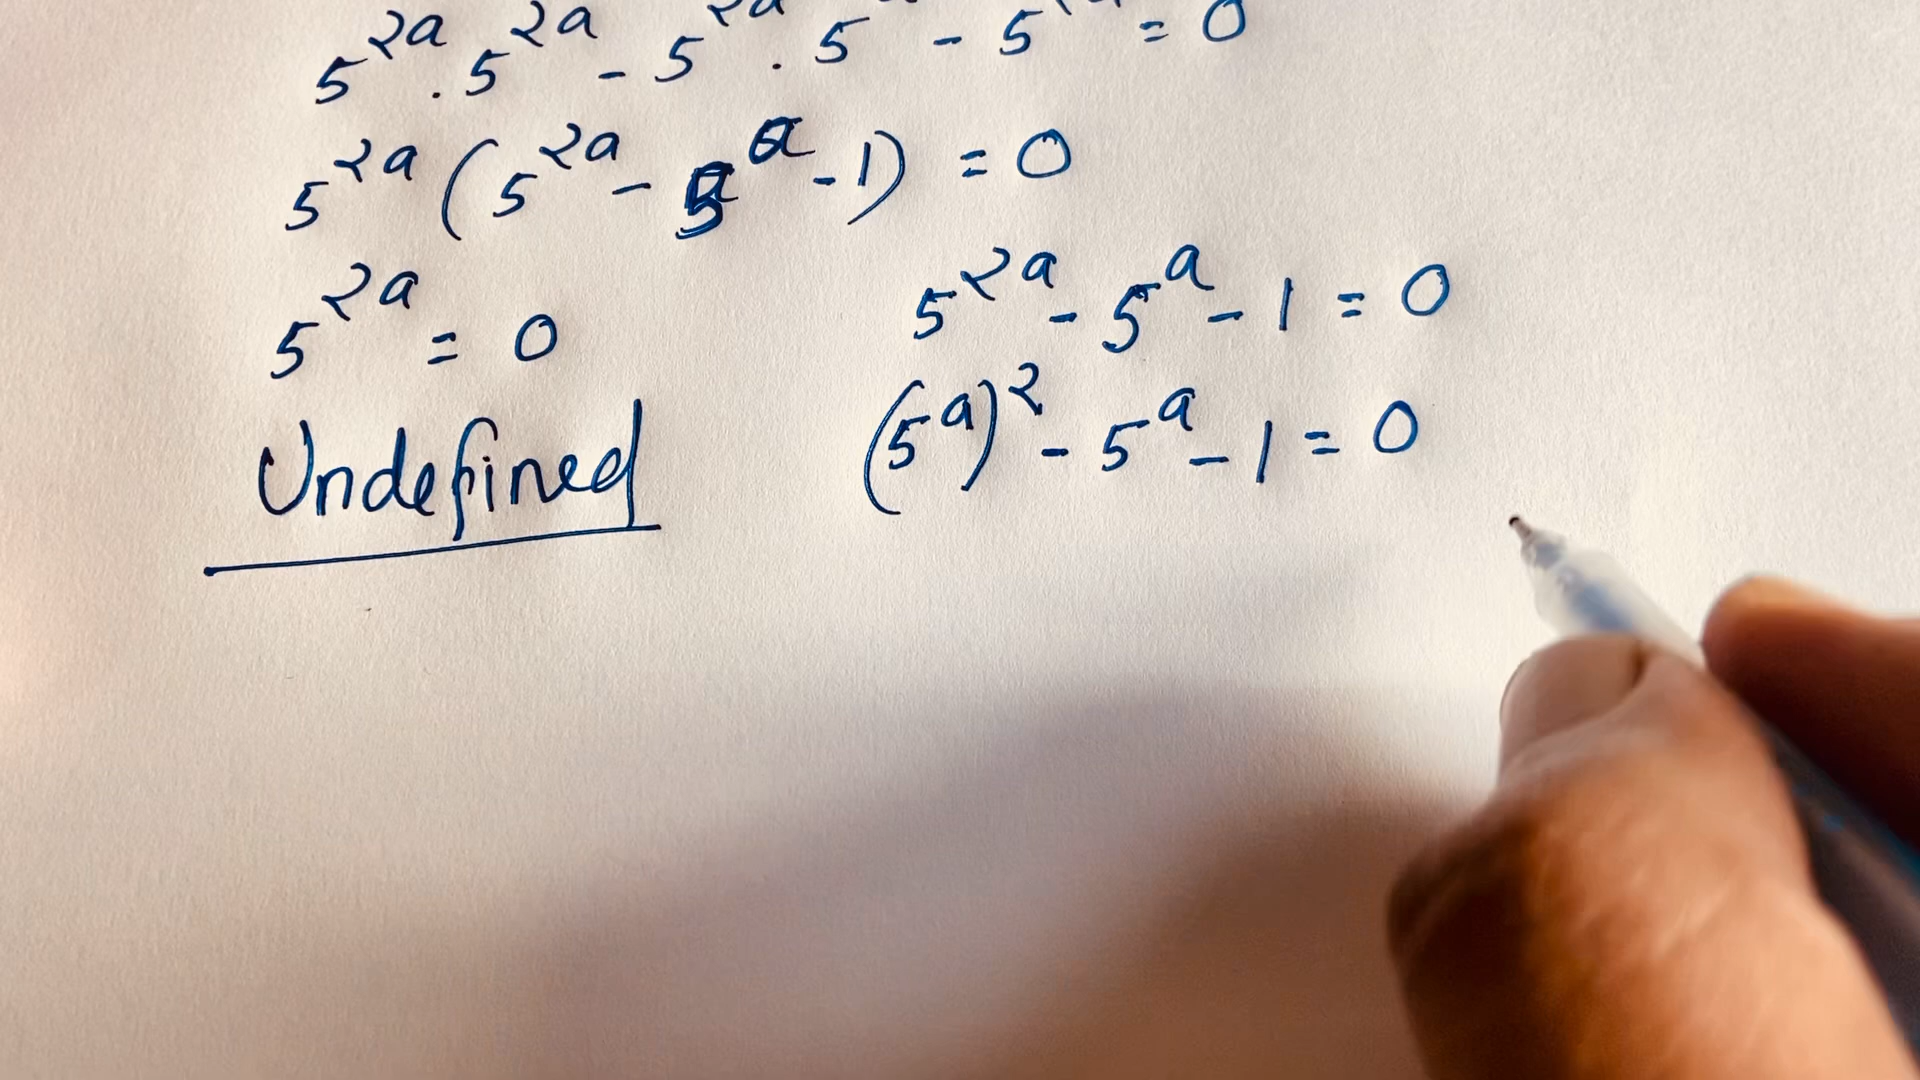 5^{2a} . 5^{2a} - 5^{2a} . 5 - 5 = 0
5^{2a} (5^{2a} - 5^{a} - 1) = 0
5^{2a} = 0
Undefined
5^{2a} - 5^{a} - 1 = 0
(5^{a})^{2} - 5^{a} - 1 = 0